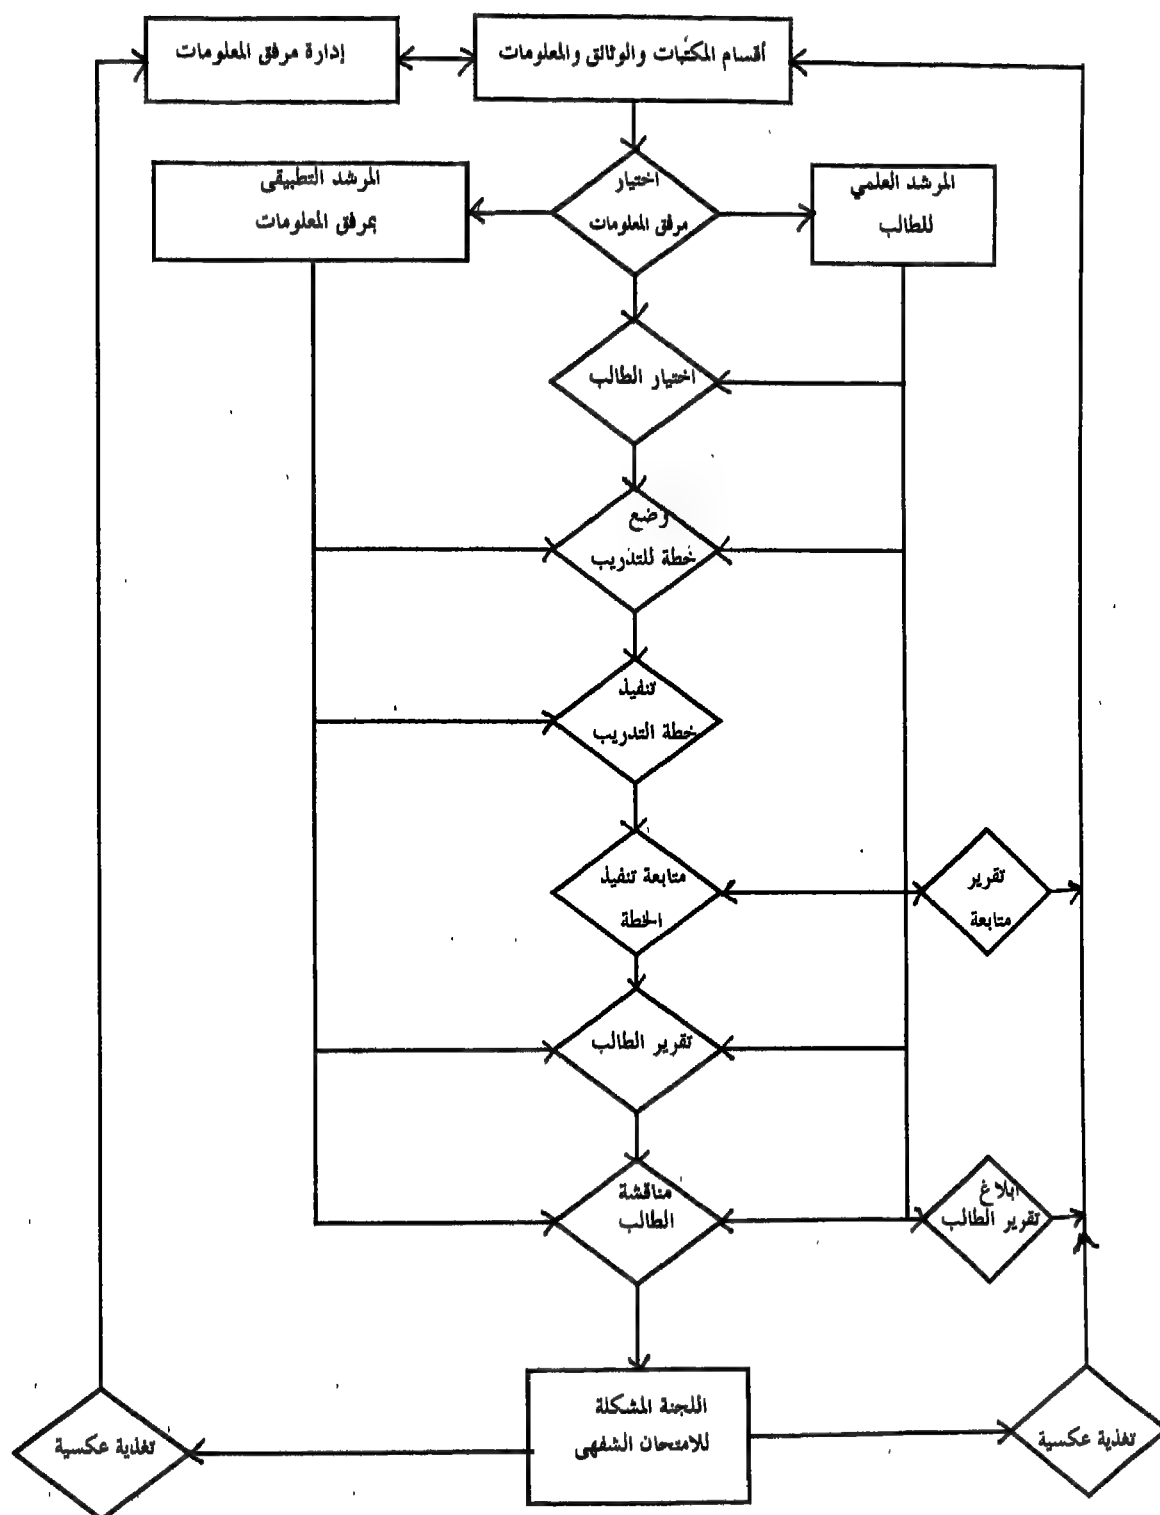 أقسام المكتبات والوثائق والمعلومات
إدارة مرفق المعلومات
اختيار
مرفق المعلومات
المرشد العلمي
للطالب
المرشد التطبيقى
بمرفق المعلومات
اختيار الطالب
وضع
خطة للتدريب
تنفيذ
خطة التدريب
متابعة تنفيذ
الخطة
تقرير
متابعة
تقرير الطالب
مناقشة
الطالب
ابلاغ
تقرير الطالب
اللجنة المشكلة
للامتحان الشفهى
تغذية عكسية
تغذية عكسية